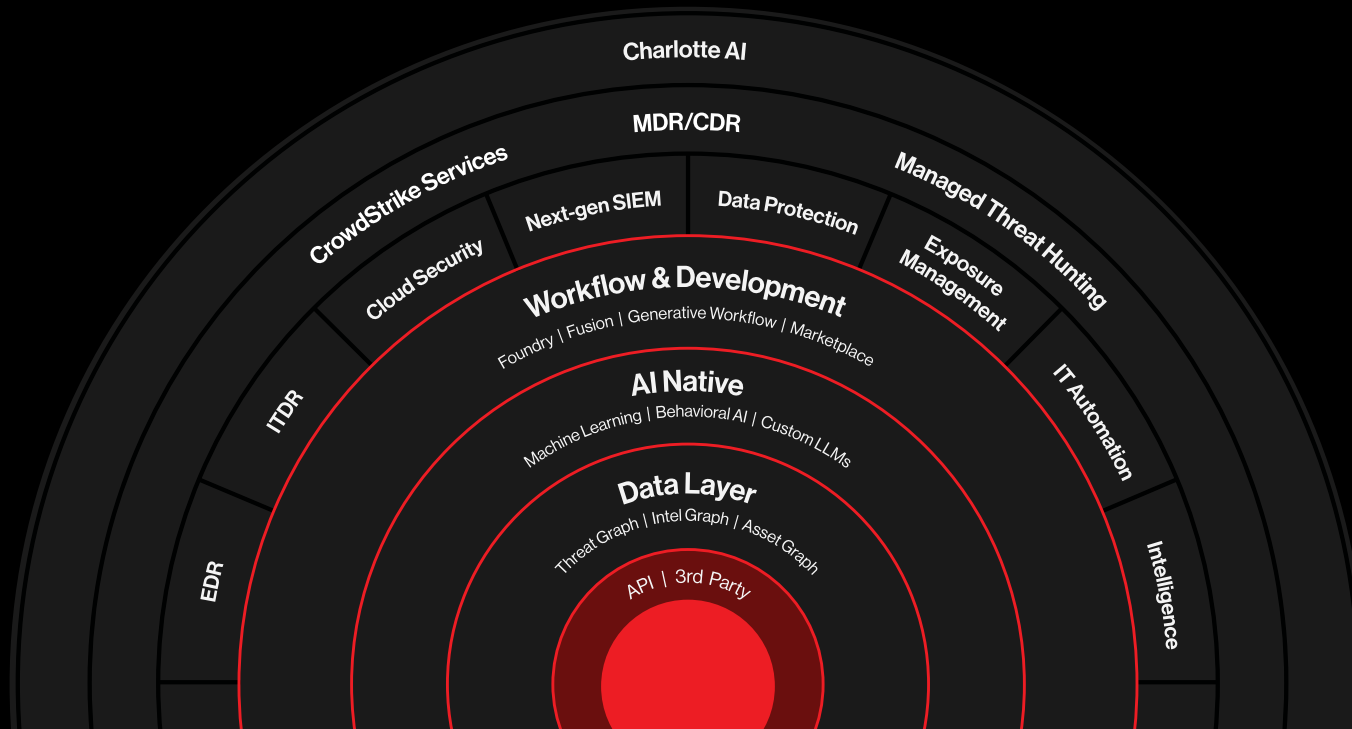 Charlotte AI
CrowdStrike Services
MDR/CDR
Managed Threat Hunting
EDR
ITDR
Cloud Security
Next-gen SIEM
Data Protection
Exposure
Management
IT Automation
Intelligence
Workflow & Development
Foundry | Fusion | Generative Workflow | Marketplace
AI Native
Machine Learning | Behavioral AI | Custom LLMs
Data Layer
Threat Graph | Intel Graph | Asset Graph
API | 3rd Party